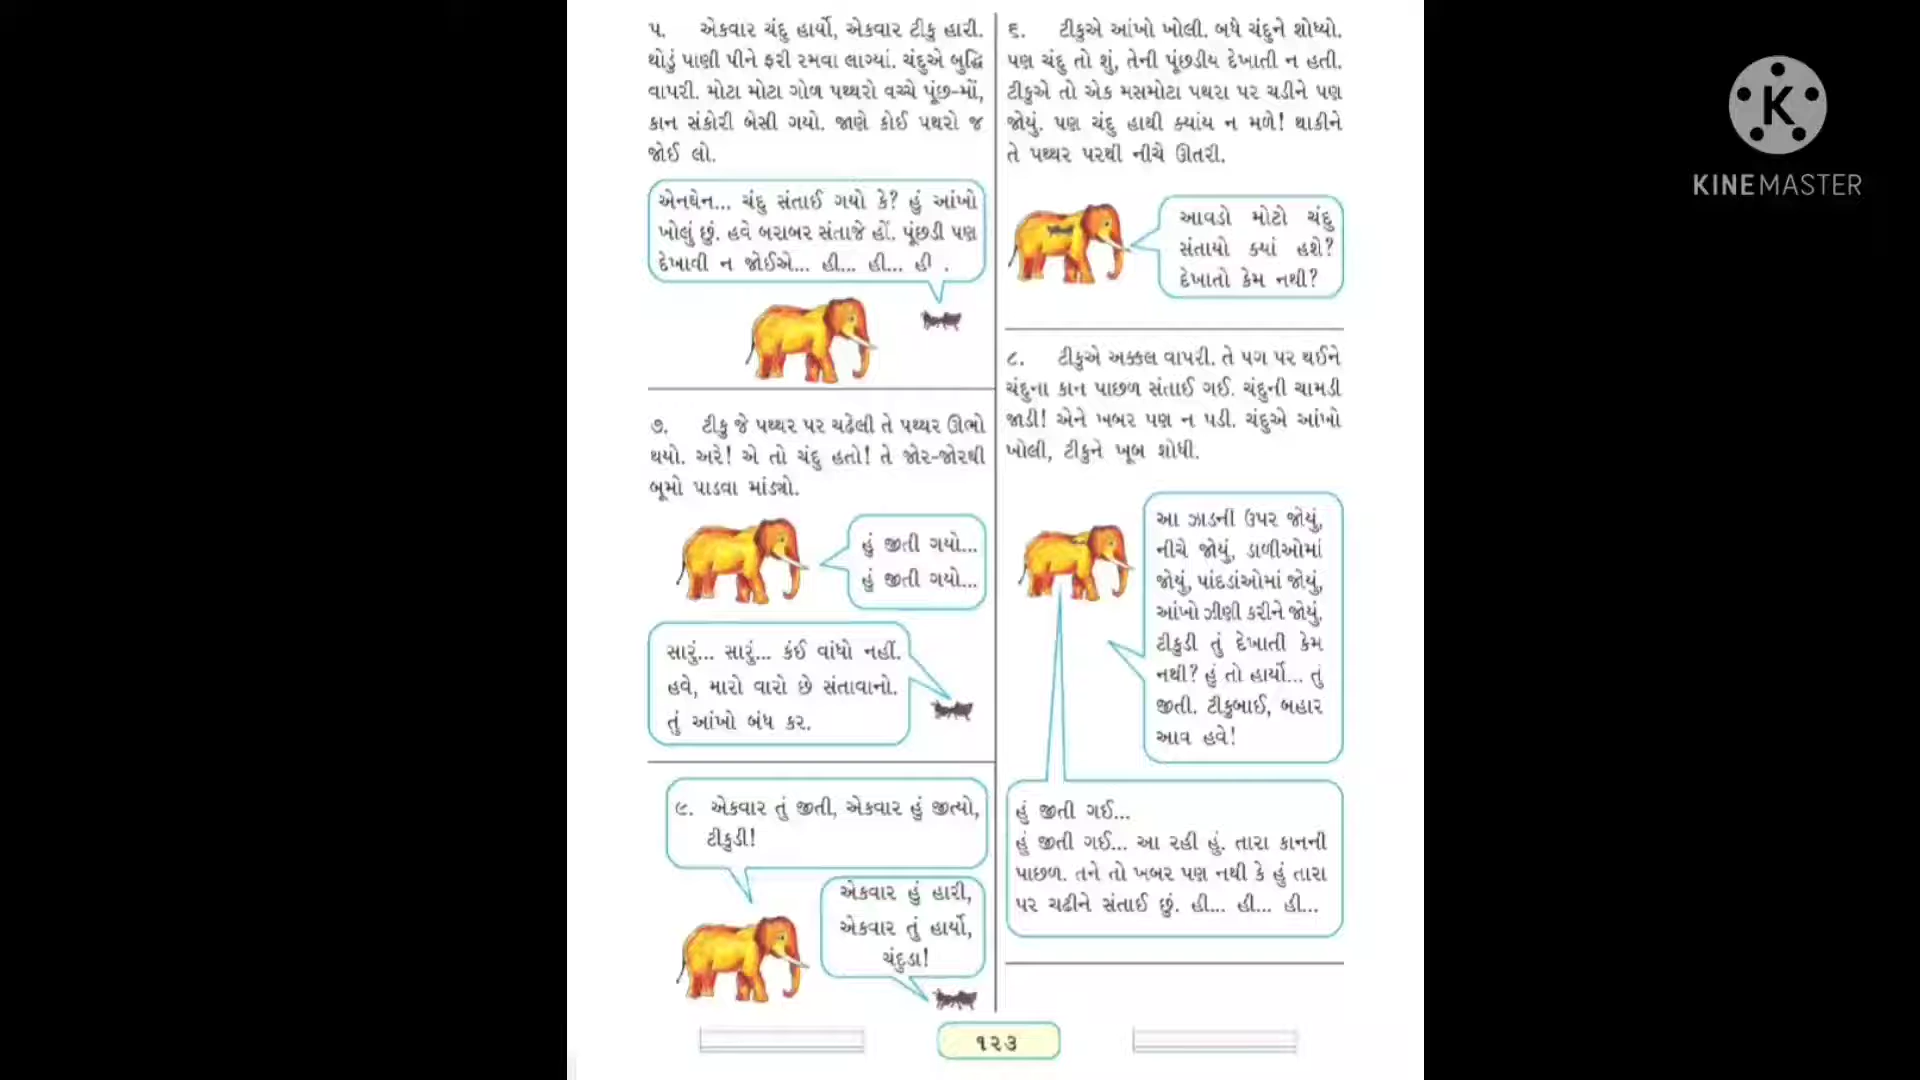 ૫. એકવાર ચંદુ હાર્યો, એકવાર ટીકુ હારી.
થોડું પાણી પીને ફરી રમવા લાગ્યાં. ચંદુએ બુદ્ધિ
વાપરી. મોટા મોટા ગોળ પથ્થરો વચ્ચે પૂંછ-મોં,
કાન સંકોરી બેસી ગયો. જાણે કોઈ પથરો જ
જોઈ લો.
એનઘેન... ચંદુ સંતાઈ ગયો કે? હું આંખો
ખોલું છું. હવે બરાબર સંતાજે હોં. પૂંછડી પણ
દેખાવી ન જોઈએ... હી... હી... હી .
૬. ટીકુએ આંખો ખોલી. બધે ચંદુને શોધ્યો.
પણ ચંદુ તો શું, તેની પૂંછડીય દેખાતી ન હતી.
ટીકુએ તો એક મસમોટા પથરા પર ચડીને પણ
જોયું. પણ ચંદુ હાથી ક્યાંય ન મળે! થાકીને
તે પથ્થર પરથી નીચે ઊતરી.
આવડો મોટો ચંદુ
સંતાયો ક્યાં હશે?
દેખાતો કેમ નથી?
૭. ટીકુ જે પથ્થર પર ચઢેલી તે પથ્થર ઊભો
થયો. અરે! એ તો ચંદુ હતો! તે જોર-જોરથી
બૂમો પાડવા માંડ્યો.
હું જીતી ગયો...
હું જીતી ગયો...
સારું... સારું... કંઈ વાંધો નહીં.
હવે, મારો વારો છે સંતાવાનો.
તું આંખો બંધ કર.
૮. ટીકુએ અક્કલ વાપરી. તે પગ પર થઈને
ચંદુના કાન પાછળ સંતાઈ ગઈ. ચંદુની ચામડી
જાડી! એને ખબર પણ ન પડી. ચંદુએ આંખો
ખોલી, ટીકુને ખૂબ શોધી.
આ ઝાડની ઉપર જોયું,
નીચે જોયું, ડાળીઓમાં
જોયું, પાંદડાંઓમાં જોયું,
આંખો ઝીણી કરીને જોયું.
ટીકુડી તું દેખાતી કેમ
નથી? હું તો હાર્યો... તું
જીતી. ટીકુબાઈ, બહાર
આવ હવે!
હું જીતી ગઈ...
હું જીતી ગઈ... આ રહી હું. તારા કાનની
પાછળ. તને તો ખબર પણ નથી કે હું તારા
પર ચઢીને સંતાઈ છું. હી... હી... હી...
૯. એકવાર તું જીતી, એકવાર હું જીત્યો,
ટીકુડી!
એકવાર હું હારી,
એકવાર તું હાર્યો,
ચંદુડા!
૧૨૩
K
KINEMASTER